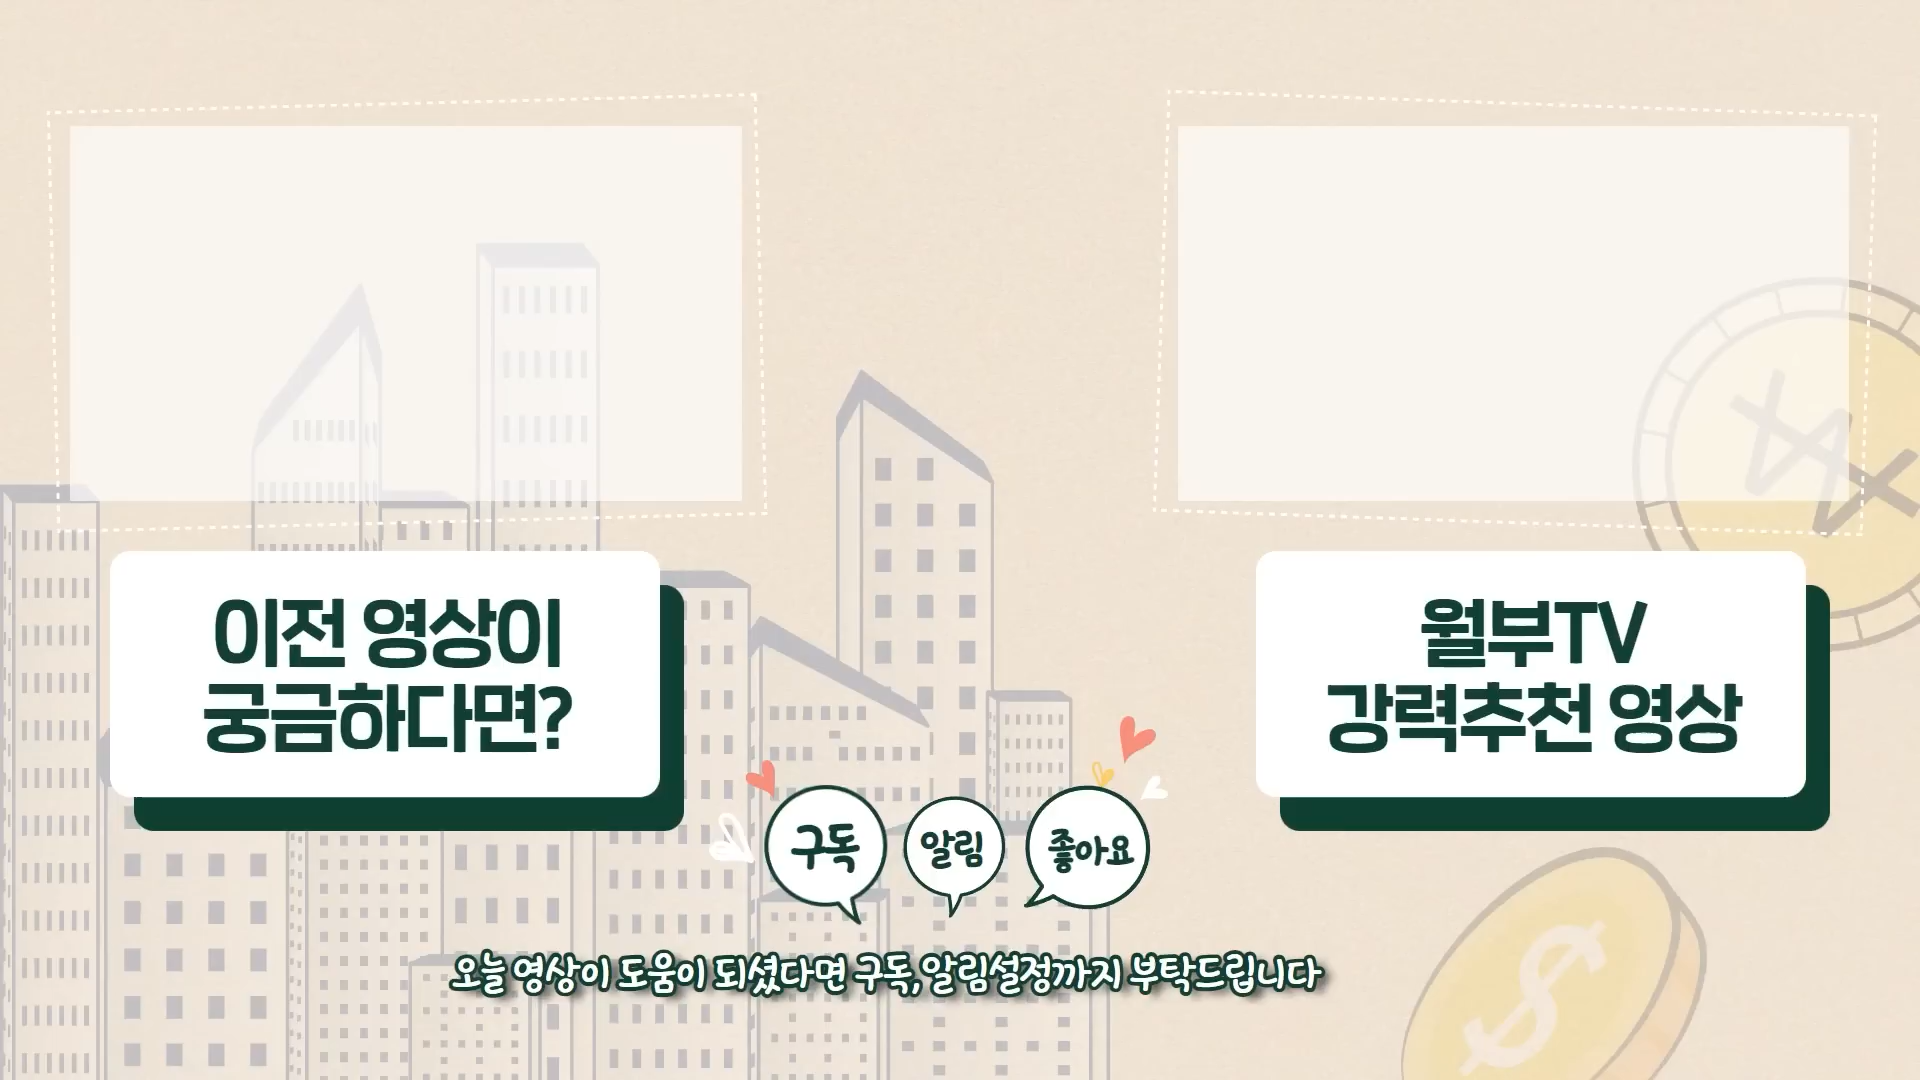 이전 영상이
궁금하다면?
월부TV
강력추천 영상
구독
알림
좋아요
오늘 영상이 도움이 되셨다면 구독,알림설정까지 부탁드립니다